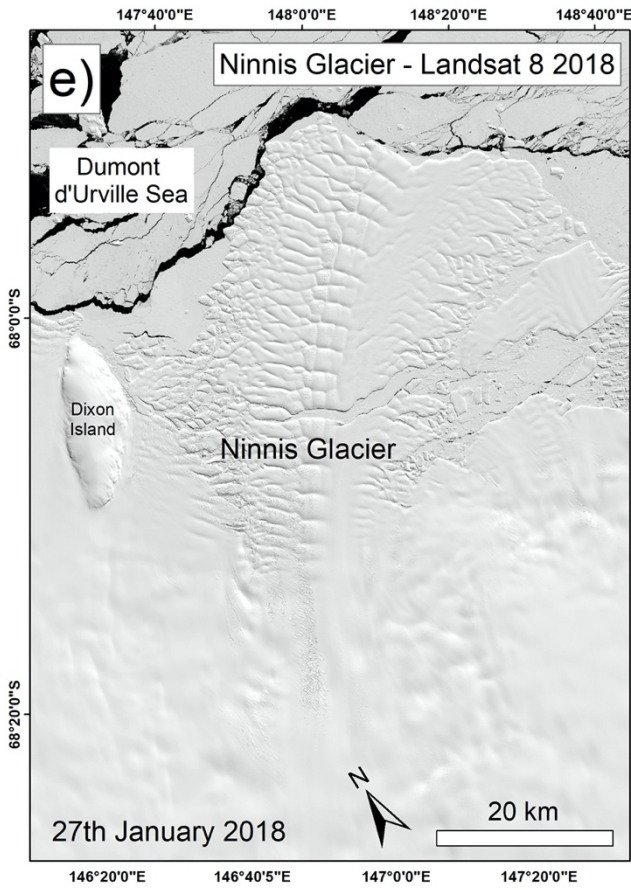 147°40'0"E 148°0'0"E 148°20'0"E 148°40'0"E
e)
Ninnis Glacier - Landsat 8 2018
Dumont
d'Urville Sea
68°0'0"S
Dixon
Island
Ninnis Glacier
68°20'0"S
N
27th January 2018
20 km
146°20'0"E 146°40'5"E 147°0'0"E 147°20'0"E